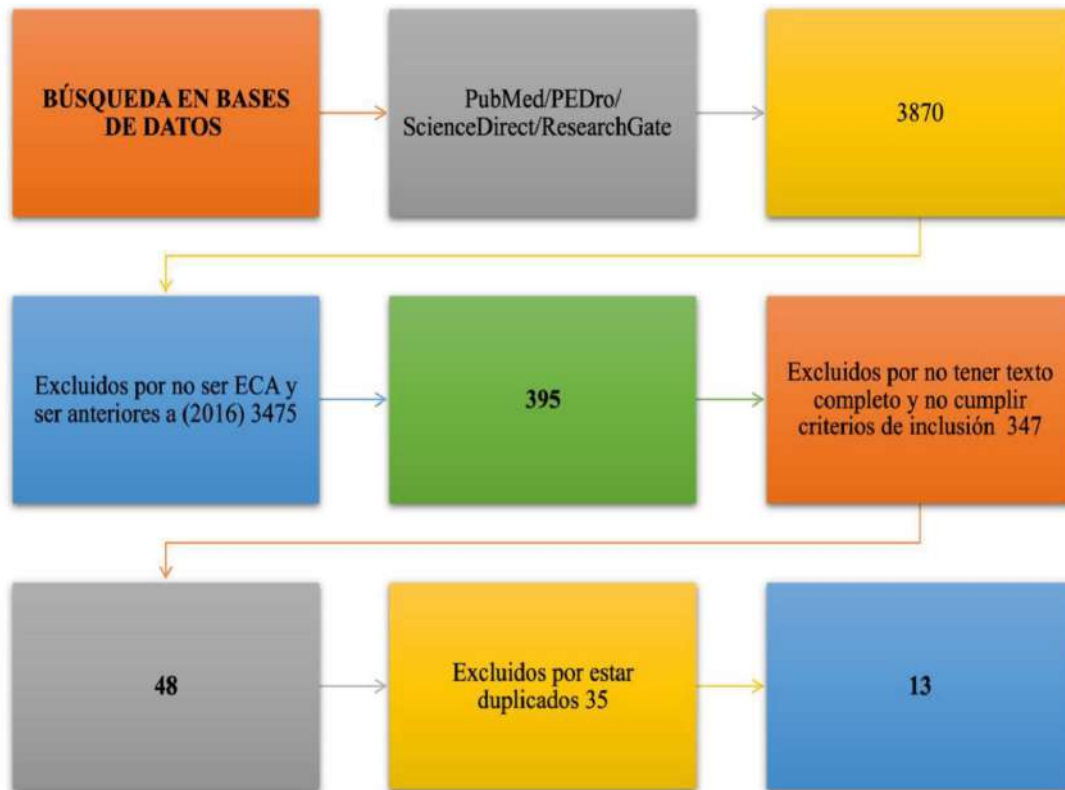 BÚSQUEDA EN BASES
DE DATOS
PubMed/PEDro/
ScienceDirect/ResearchGate
3870
Excluidos por no ser ECA y
ser anteriores a (2016) 3475
395
Excluidos por no tener texto
completo y no cumplir
criterios de inclusión 347
48
Excluidos por estar
duplicados 35
13